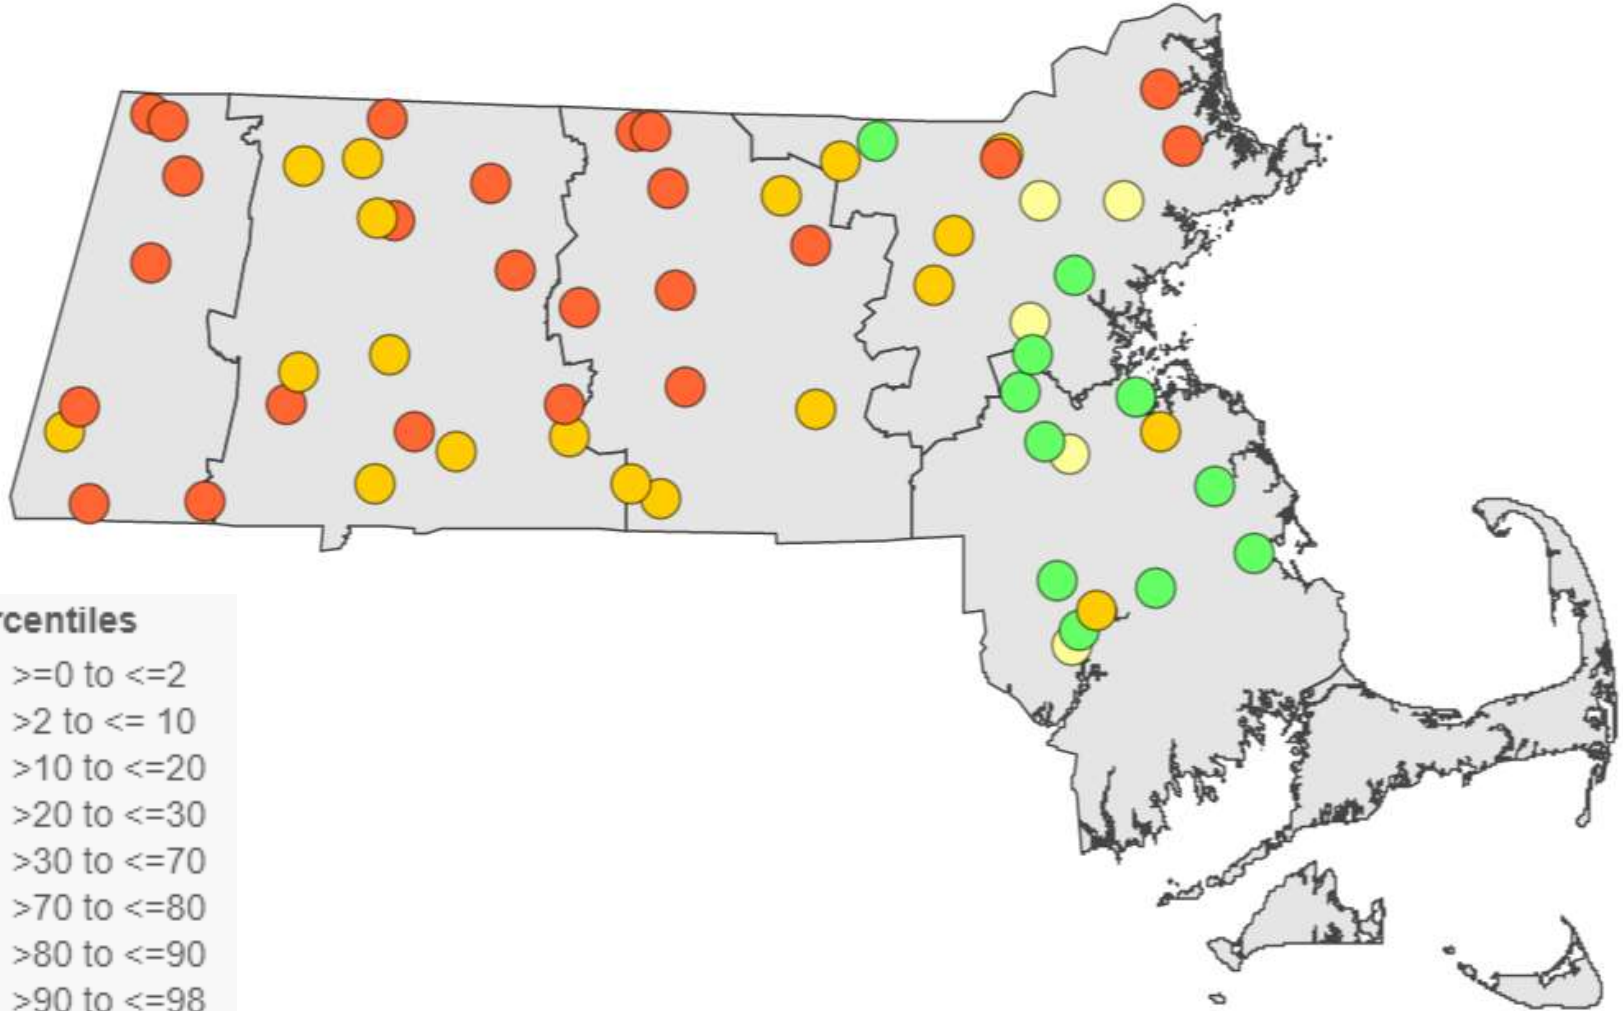 rcentiles
>=0 to <=2
>2 to <= 10
>10 to <=20
>20 to <=30
>30 to <=70
>70 to <=80
>80 to <=90
>90 to <=98